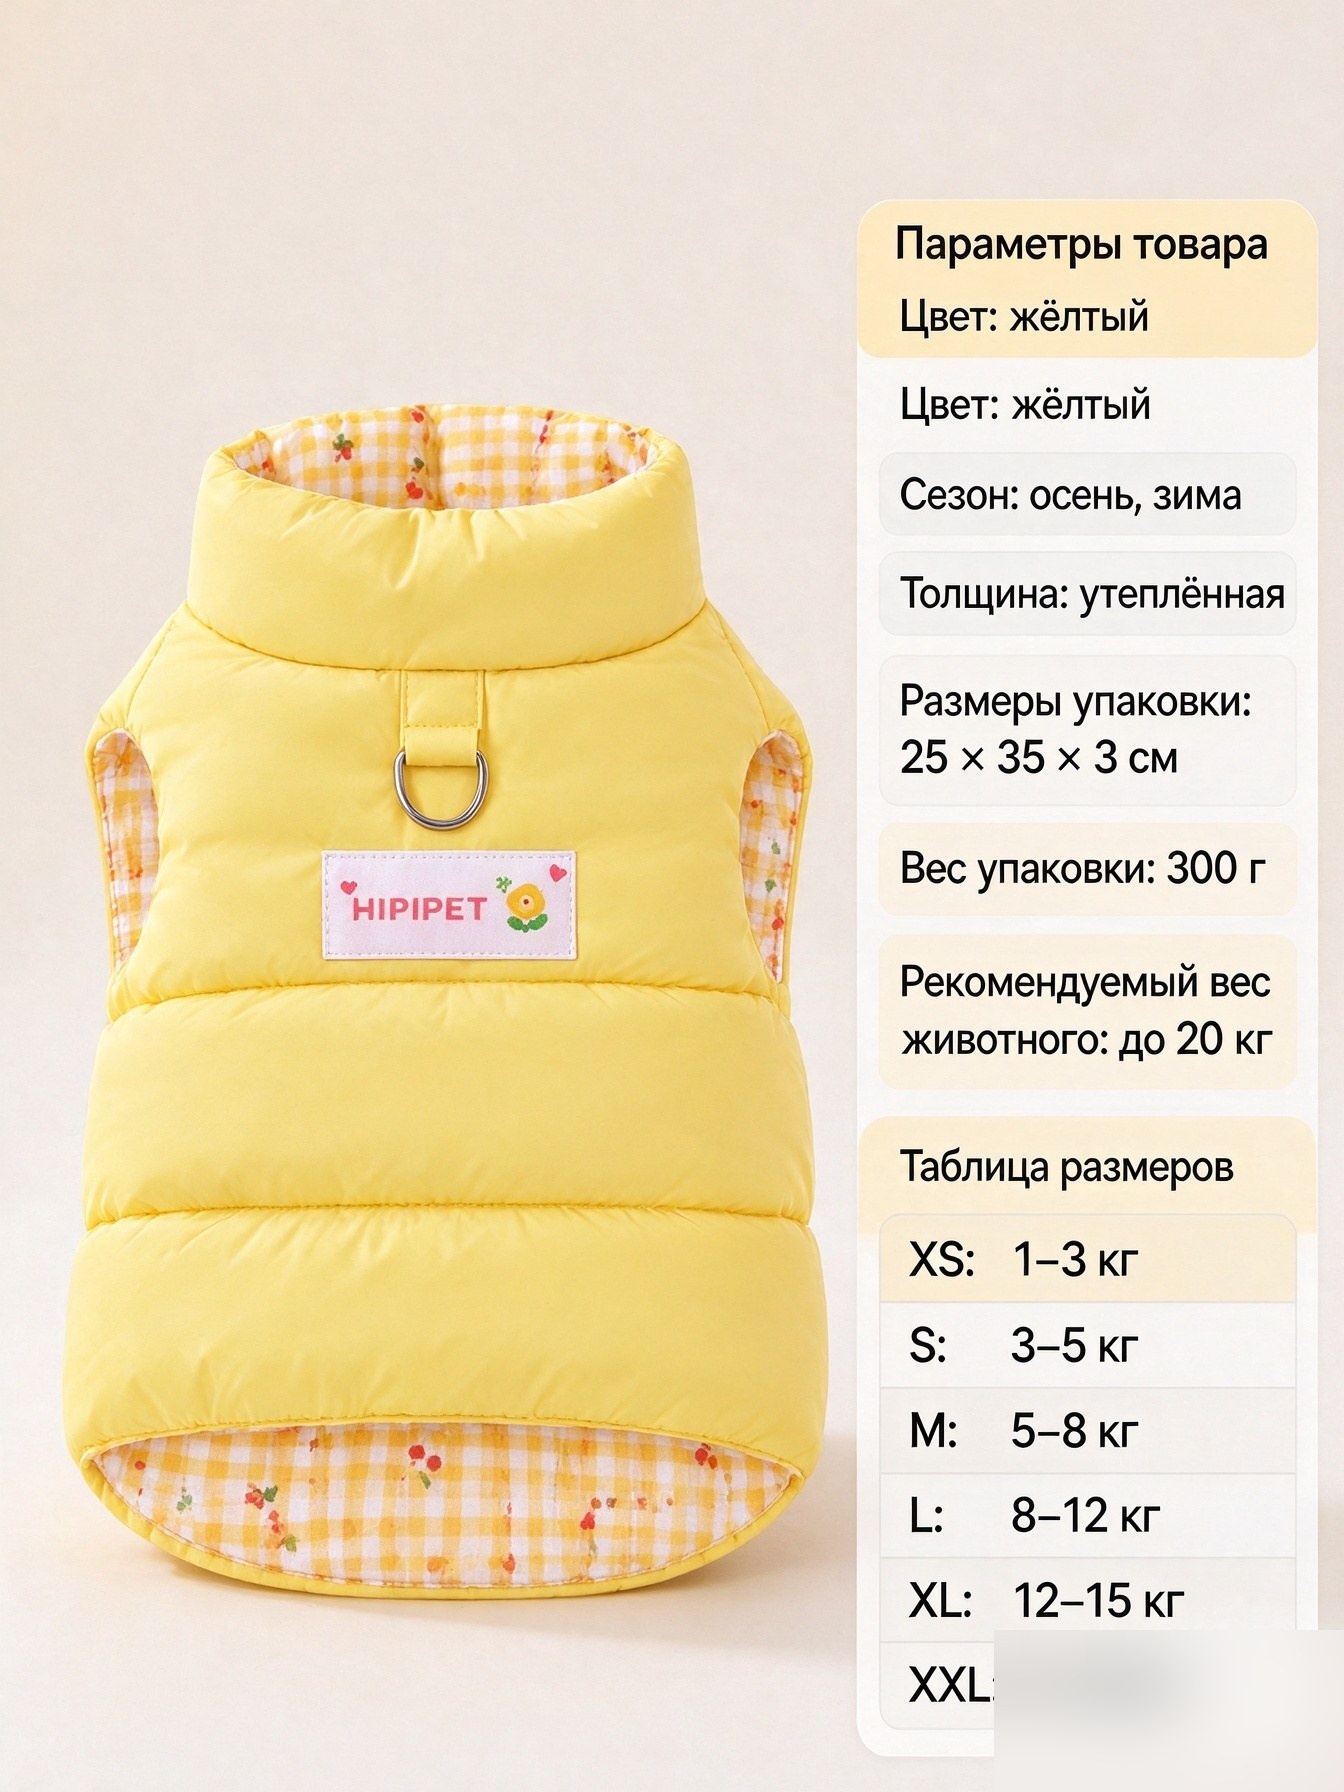 HIPIPET
Параметры товара
Цвет: жёлтый
Цвет: жёлтый
Сезон: осень, зима
Толщина: утеплённая
Размеры упаковки:
25 × 35 × 3 см
Вес упаковки: 300 г
Рекомендуемый вес
животного: до 20 кг
Таблица размеров
XS: 1–3 кг
S: 3–5 кг
M: 5–8 кг
L: 8–12 кг
XL: 12–15 кг
XXL: